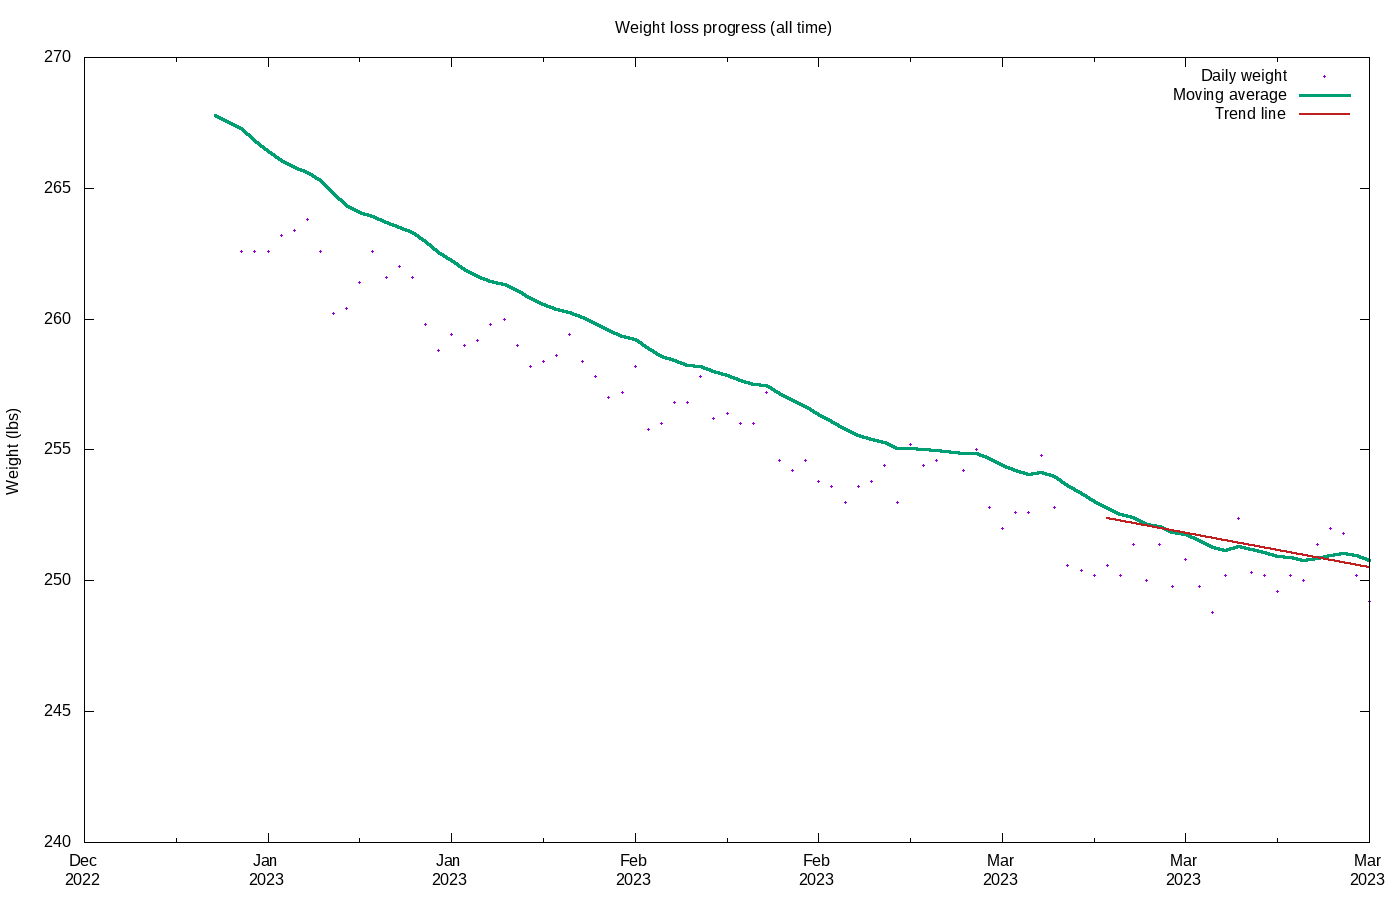 Weight loss progress (all time)
270
265
260
255
250
245
240
Weight (lbs)
Daily weight
Moving average
Trend line
Dec Jan Jan Feb Feb Mar Mar Mar
2022 2023 2023 2023 2023 2023 2023 2023